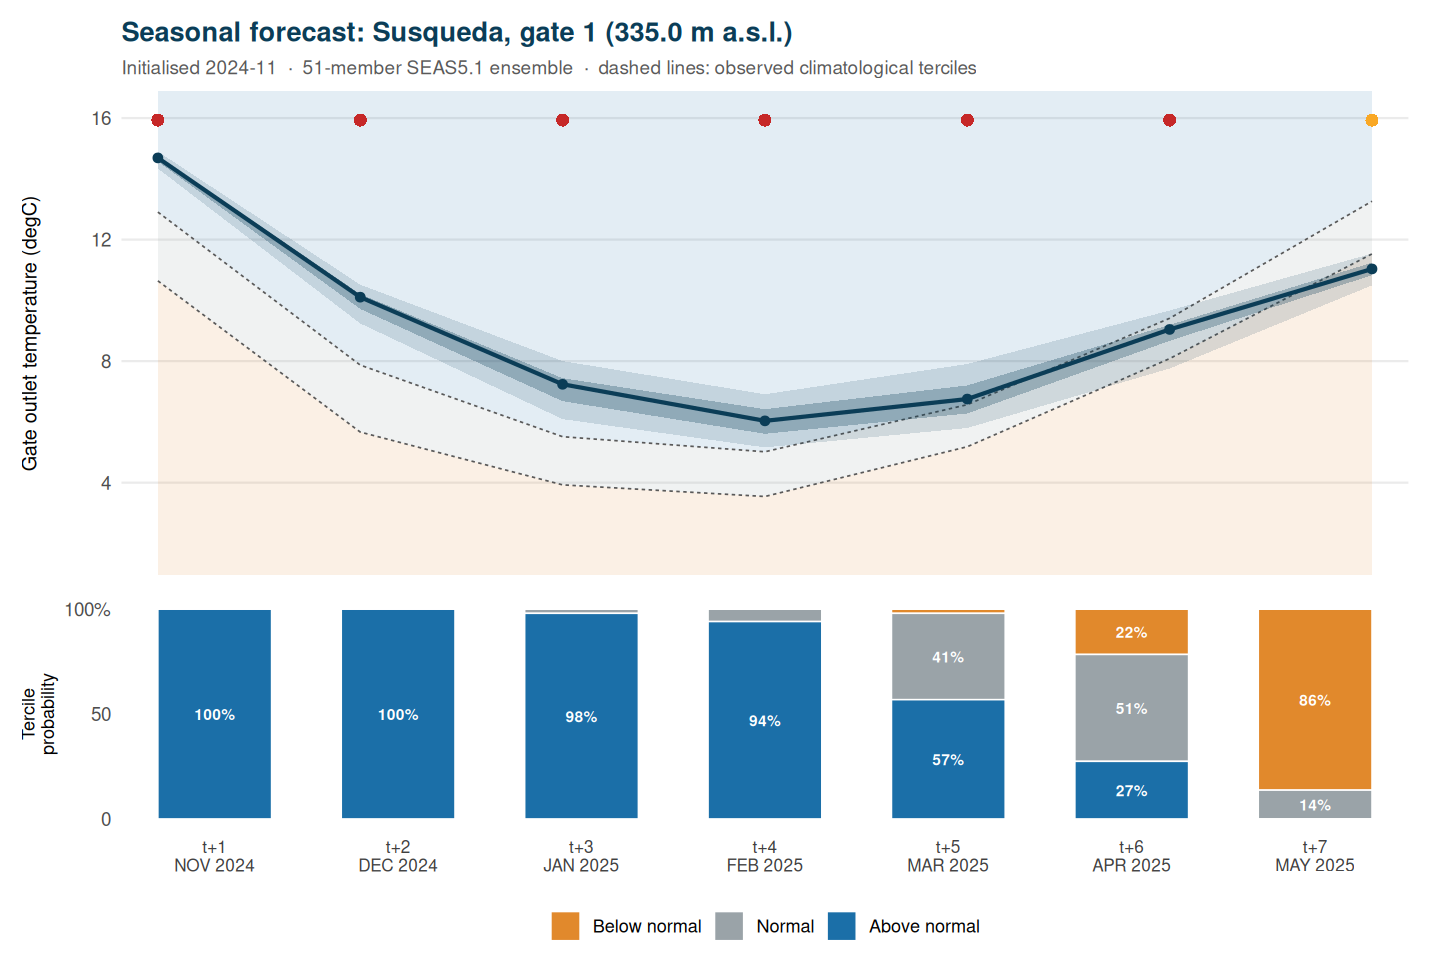 Seasonal forecast: Susqueda, gate 1 (335.0 m a.s.l.)
Initialised 2024-11 · 51-member SEAS5.1 ensemble · dashed lines: observed climatological terciles
Gate outlet temperature (degC)
16
12
8
4
Tercile
probability
100%
50
0
100%
100%
98%
94%
41%
57%
22%
51%
27%
86%
14%
t+1
NOV 2024
t+2
DEC 2024
t+3
JAN 2025
t+4
FEB 2025
t+5
MAR 2025
t+6
APR 2025
t+7
MAY 2025
Below normal
Normal
Above normal